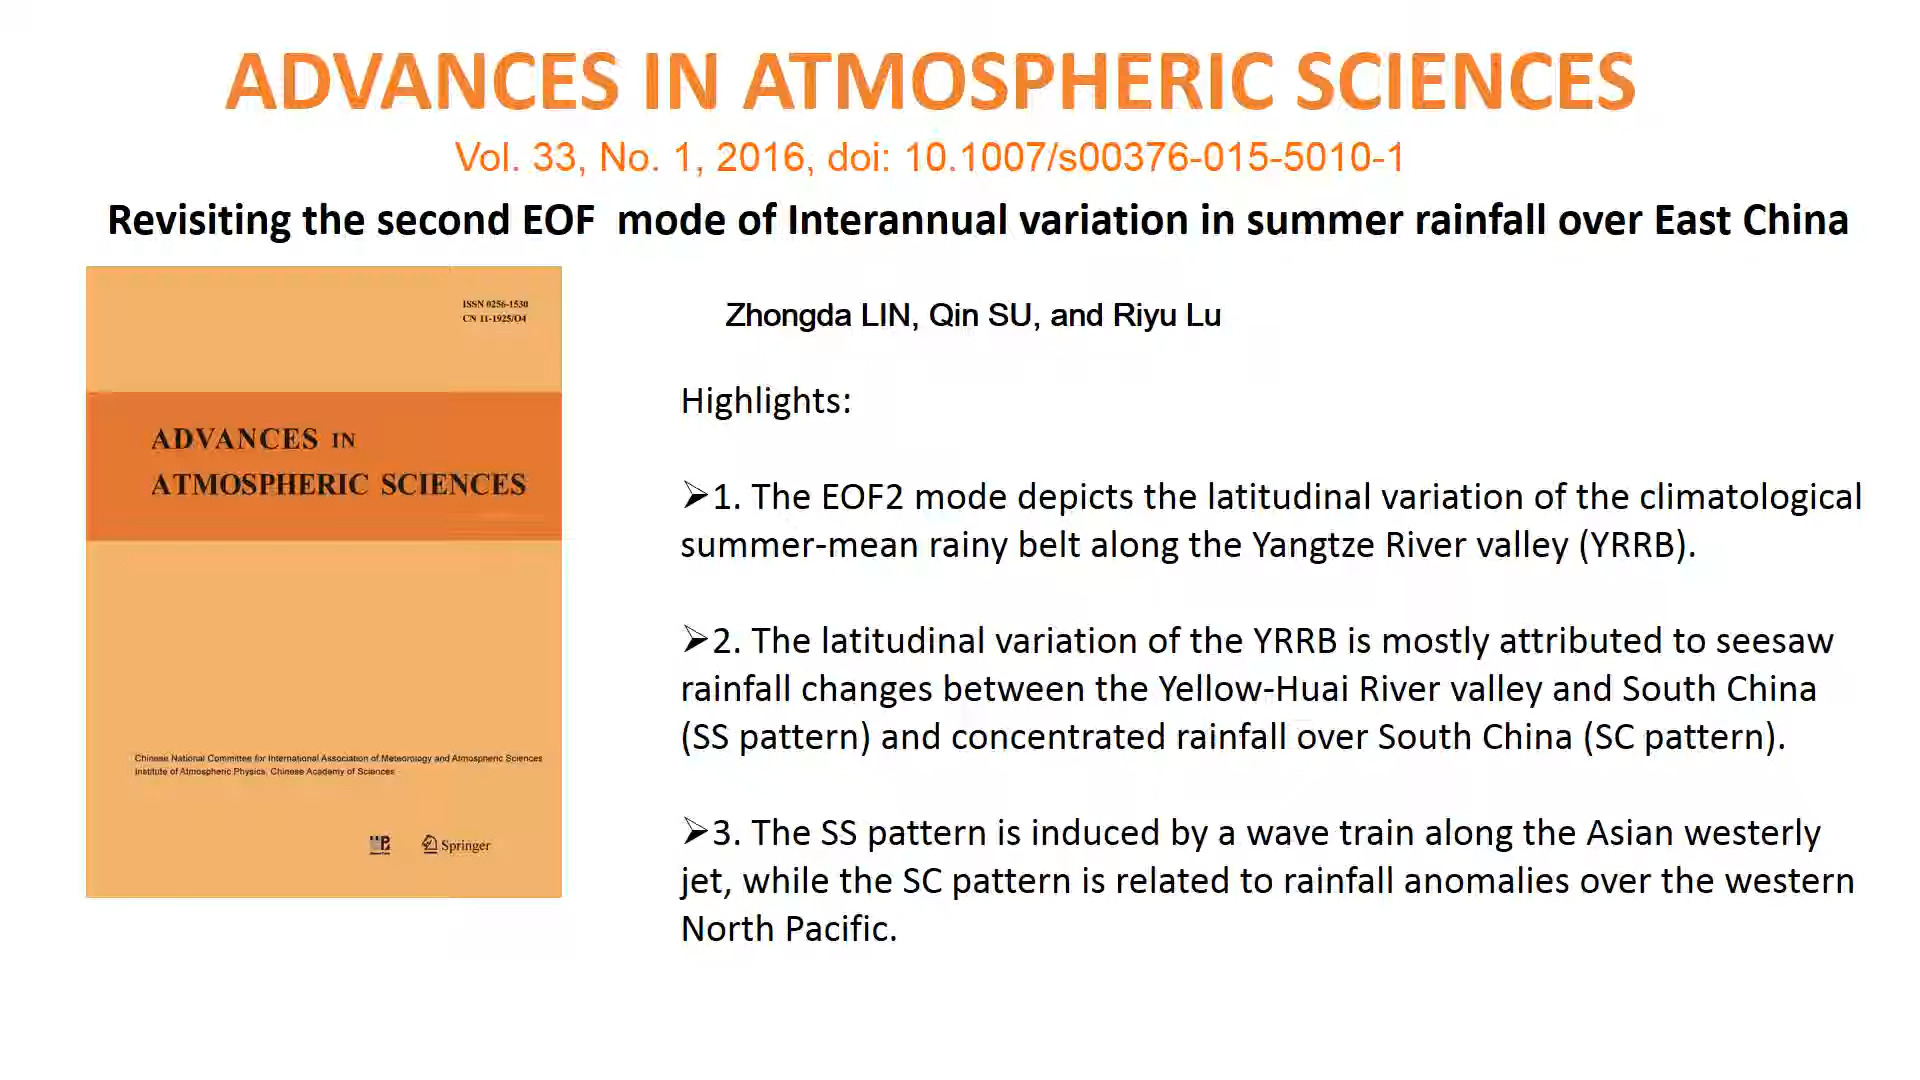 ADVANCES IN ATMOSPHERIC SCIENCES
Vol. 33, No. 1, 2016, doi: 10.1007/s00376-015-5010-1
Revisiting the second EOF mode of Interannual variation in summer rainfall over East China
ISSN 0256-1530
CN 11-1925/O4
ADVANCES IN
ATMOSPHERIC SCIENCES
Chinese National Committee for International Association of Meteorology and Atmospheric Sciences
Institute of Atmospheric Physics, Chinese Academy of Sciences
Springer
Zhongda LIN, Qin SU, and Riyu Lu
Highlights:
➢1. The EOF2 mode depicts the latitudinal variation of the climatological
summer-mean rainy belt along the Yangtze River valley (YRRB).
➢2. The latitudinal variation of the YRRB is mostly attributed to seesaw
rainfall changes between the Yellow-Huai River valley and South China
(SS pattern) and concentrated rainfall over South China (SC pattern).
➢3. The SS pattern is induced by a wave train along the Asian westerly
jet, while the SC pattern is related to rainfall anomalies over the western
North Pacific.